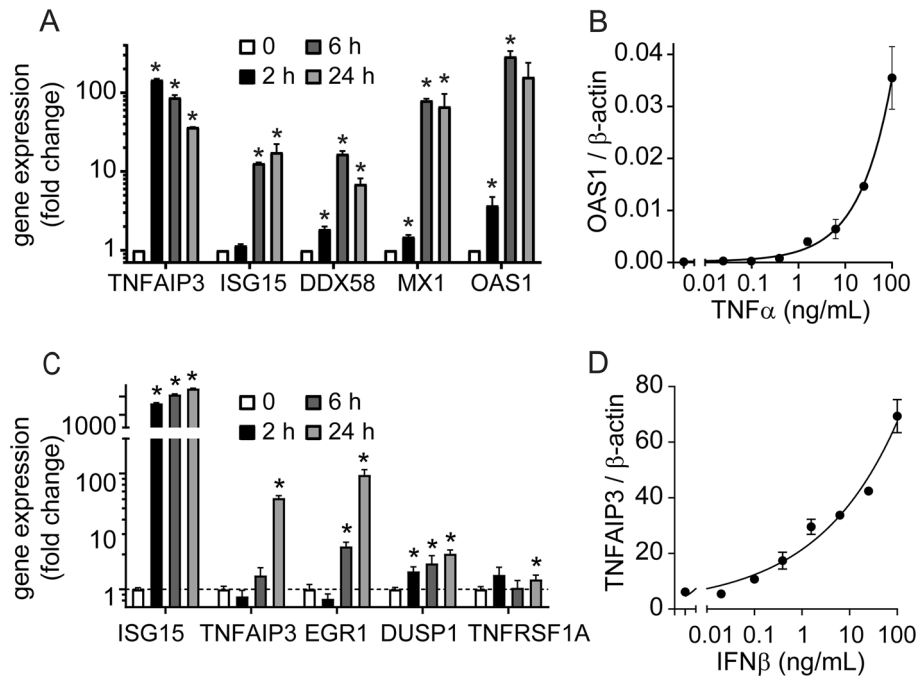 A
gene expression
(fold change)
100
10
1
0
2 h
6 h
24 h
* * * * * * * * * * * *
TNFAIP3 ISG15 DDX58 MX1 OAS1
B
OAS1 / β-actin
0.04
0.03
0.02
0.01
0.00
0 0.01 0.1 1 10 100
TNFα (ng/mL)
C
gene expression
(fold change)
1000
100
10
1
0
2 h
6 h
24 h
* * * * * * * * * * *
ISG15 TNFAIP3 EGR1 DUSP1 TNFRSF1A
D
TNFAIP3 / β-actin
80
60
40
20
0
0 0.01 0.1 1 10 100
IFNβ (ng/mL)